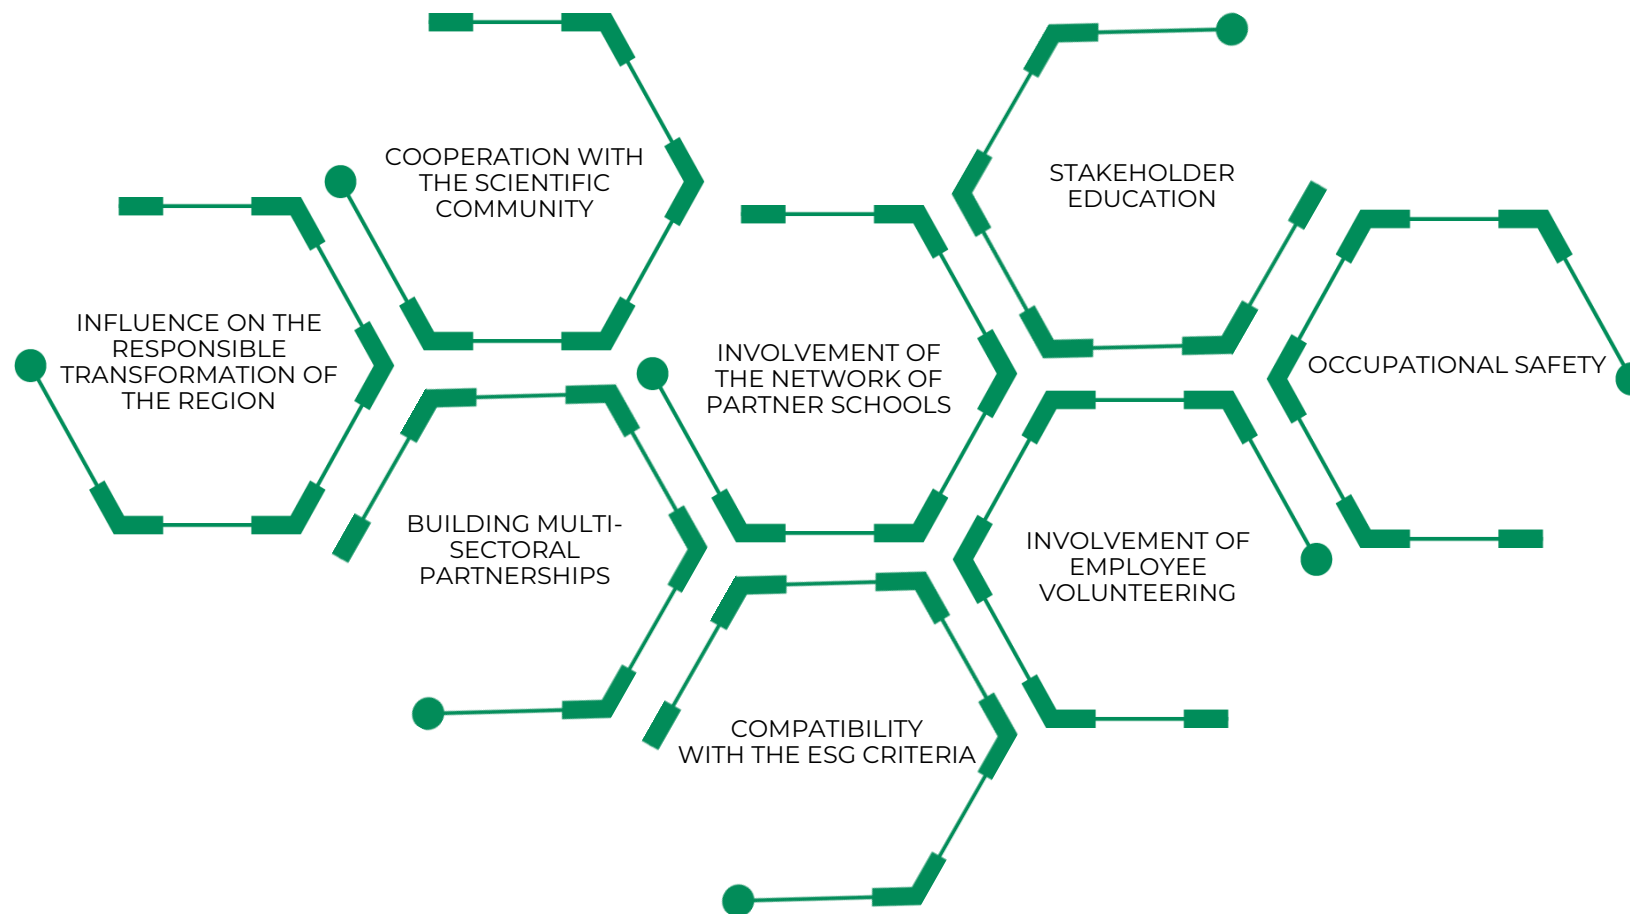 COOPERATION WITH
THE SCIENTIFIC
COMMUNITY
STAKEHOLDER
EDUCATION
INFLUENCE ON THE
RESPONSIBLE
TRANSFORMATION OF
THE REGION
INVOLVEMENT OF
THE NETWORK OF
PARTNER SCHOOLS
OCCUPATIONAL SAFETY
BUILDING MULTI-
SECTORAL
PARTNERSHIPS
INVOLVEMENT OF
EMPLOYEE
VOLUNTEERING
COMPATIBILITY
WITH THE ESG CRITERIA